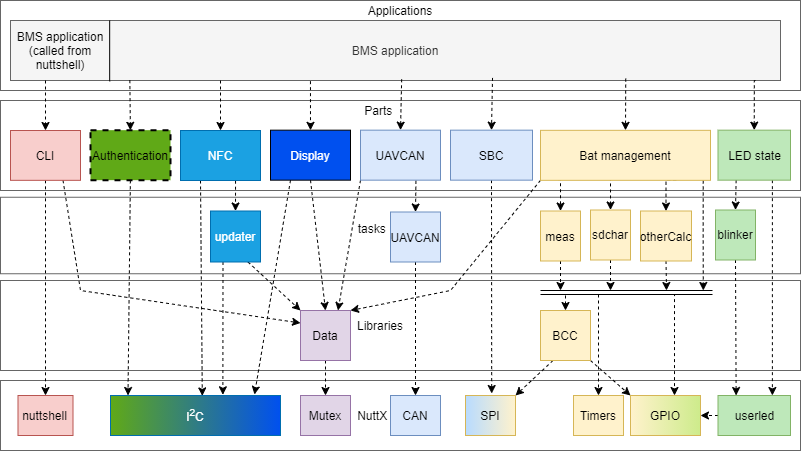 Applications
BMS application
(called from
nuttshell)
BMS application
Parts
CLI
Authentication
NFC
Display
UAVCAN
SBC
Bat management
LED state
updater
tasks
UAVCAN
meas
sdchar
otherCalc
blinker
Data
Libraries
BCC
nuttshell
I²C
Mutex
NuttX
CAN
SPI
Timers
GPIO
userled